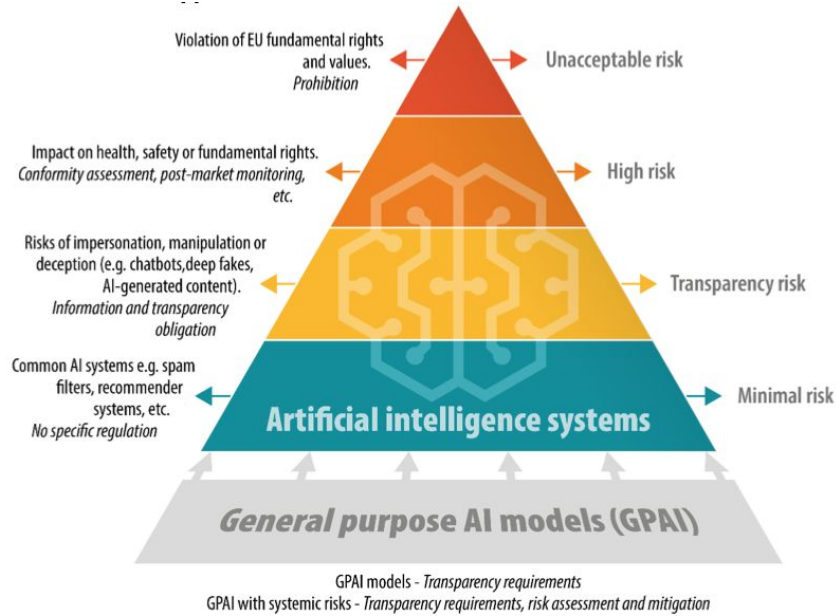 Violation of EU fundamental rights
and values.
Prohibition
Unacceptable risk
Impact on health, safety or fundamental rights.
Conformity assessment, post-market monitoring,
etc.
High risk
Risks of impersonation, manipulation or
deception (e.g. chatbots,deep fakes,
AI-generated content).
Information and transparency
obligation
Transparency risk
Common AI systems e.g. spam
filters, recommender
systems, etc.
No specific regulation
Minimal risk
Artificial intelligence systems
General purpose AI models (GPAI)
GPAI models - Transparency requirements
GPAI with systemic risks - Transparency requirements, risk assessment and mitigation